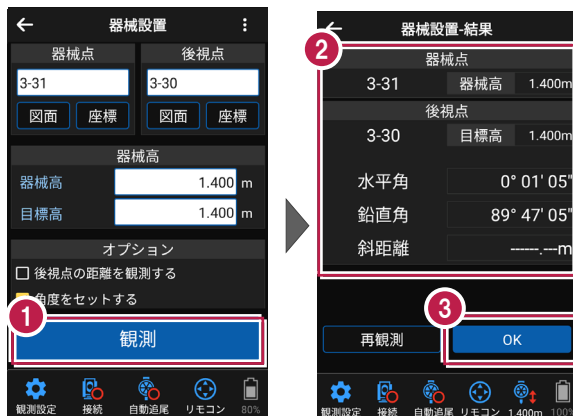 器械設置
器械点
後視点
3-31
3-30
図面
座標
図面
座標
器械高
器械高
1.400 m
目標高
1.400 m
オプション
後視点の距離を観測する
角度をセットする
1
観測
観測設定
接続
自動追尾
リモコン
80%
器械設置-結果
2
器械点
3-31
器械高
1.400m
後視点
3-30
目標高
1.400m
水平角
0° 01' 05"
鉛直角
89° 47' 05"
斜距離
------.---m
3
再観測
OK
観測設定
接続
自動追尾
リモコン
1.400m
100%